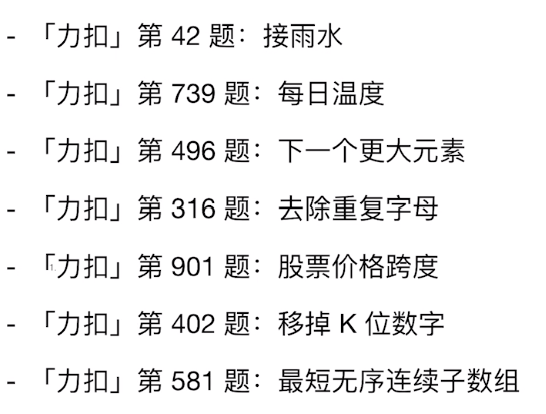 - 「力扣」第 42 题：接雨水
- 「力扣」第 739 题：每日温度
- 「力扣」第 496 题：下一个更大元素
- 「力扣」第 316 题：去除重复字母
- 「力扣」第 901 题：股票价格跨度
- 「力扣」第 402 题：移掉 K 位数字
- 「力扣」第 581 题：最短无序连续子数组